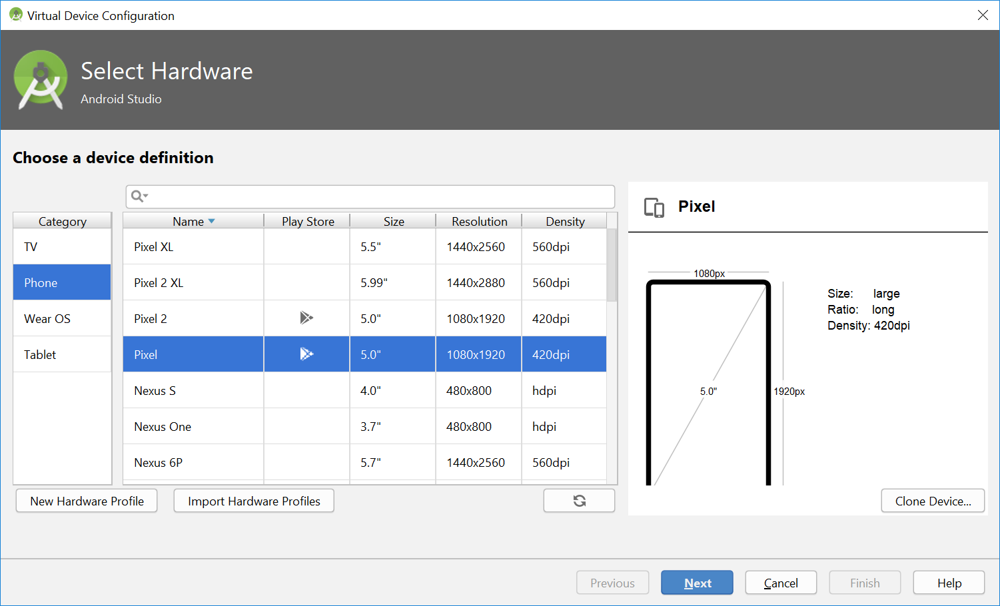 Virtual Device Configuration
Select Hardware
Android Studio
Choose a device definition
Category
TV
Phone
Wear OS
Tablet
Name Play Store Size Resolution Density
Pixel XL 5.5" 1440x2560 560dpi
Pixel 2 XL 5.99" 1440x2880 560dpi
Pixel 2 5.0" 1080x1920 420dpi
Pixel 5.0" 1080x1920 420dpi
Nexus S 4.0" 480x800 hdpi
Nexus One 3.7" 480x800 hdpi
Nexus 6P 5.7" 1440x2560 560dpi
New Hardware Profile Import Hardware Profiles
Pixel
1080px
5.0"
1920px
Size: large
Ratio: long
Density: 420dpi
Clone Device...
Previous Next Cancel Finish Help